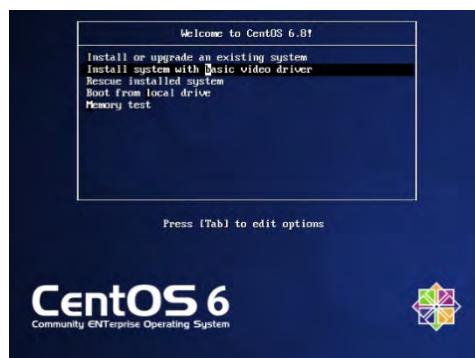 Welcome to CentOS 6.8!
Install or upgrade an existing system
Install system with basic video driver
Rescue installed system
Boot from local drive
Memory test
Press [Tab] to edit options
CentOS 6
Community ENTerprise Operating System